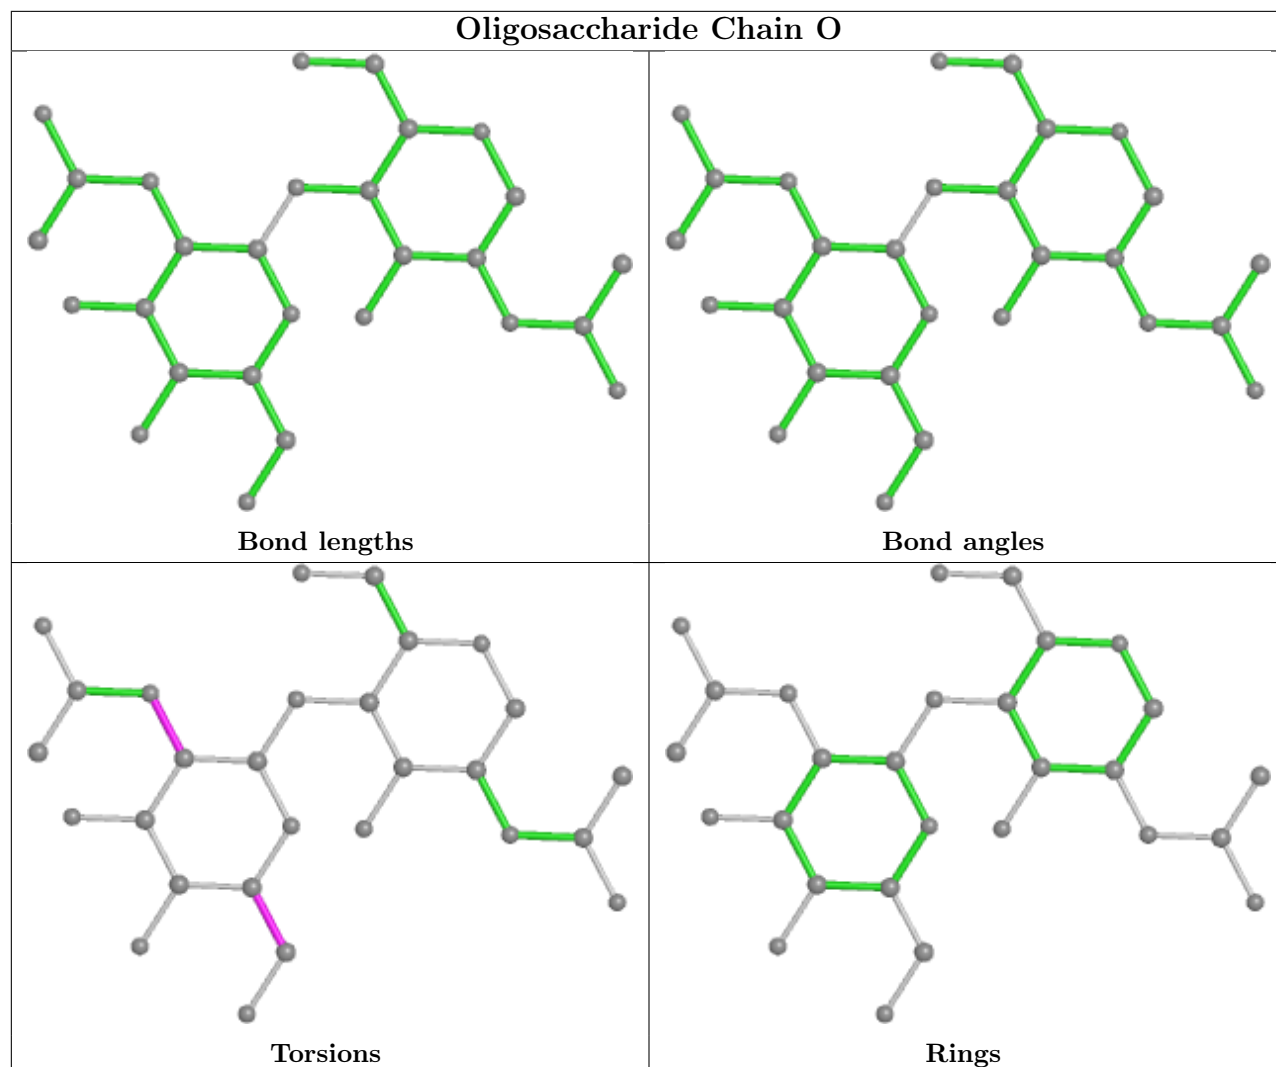 Oligosaccharide Chain O
Bond lengths
Bond angles
Torsions
Rings